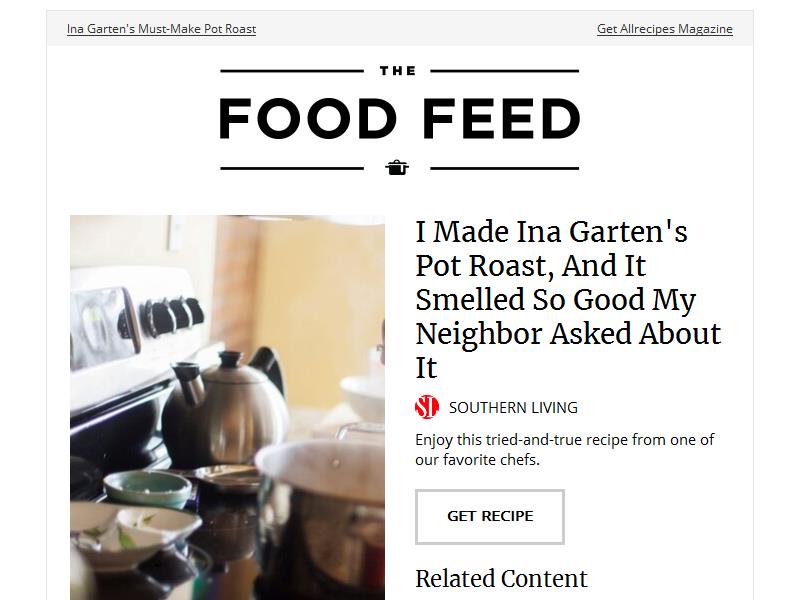 Ina Garten's Must-Make Pot Roast
Get Allrecipes Magazine
THE
FOOD FEED
I Made Ina Garten's
Pot Roast, And It
Smelled So Good My
Neighbor Asked About
It
SL
SOUTHERN LIVING
Enjoy this tried-and-true recipe from one of
our favorite chefs.
GET RECIPE
Related Content